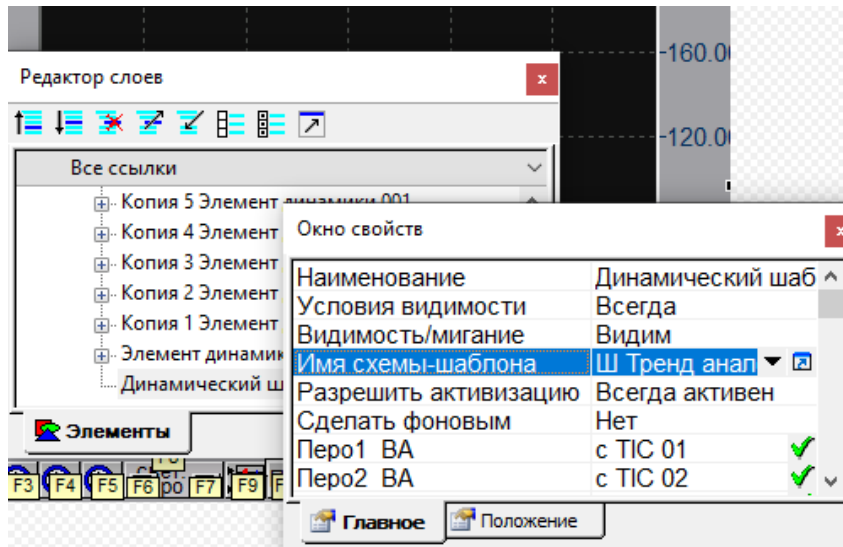 160.0
120.0
Редактор слоев
x
Все ссылки
Копия 5 Элемент динамики 001
Копия 4 Элемент
Копия 3 Элемент
Копия 2 Элемент
Копия 1 Элемент
Элемент динамик
Динамический ш
Элементы
F3 F4 F5 F6 ро F7 F9 F
Окно свойств
x
Наименование Динамический шаб
Условия видимости Всегда
Видимость/мигание Видим
Имя схемы-шаблона Ш Тренд анал
Разрешить активизацию Всегда активен
Сделать фоновым Нет
Перо1 ВА с TIC 01
Перо2 ВА с TIC 02
Главное Положение